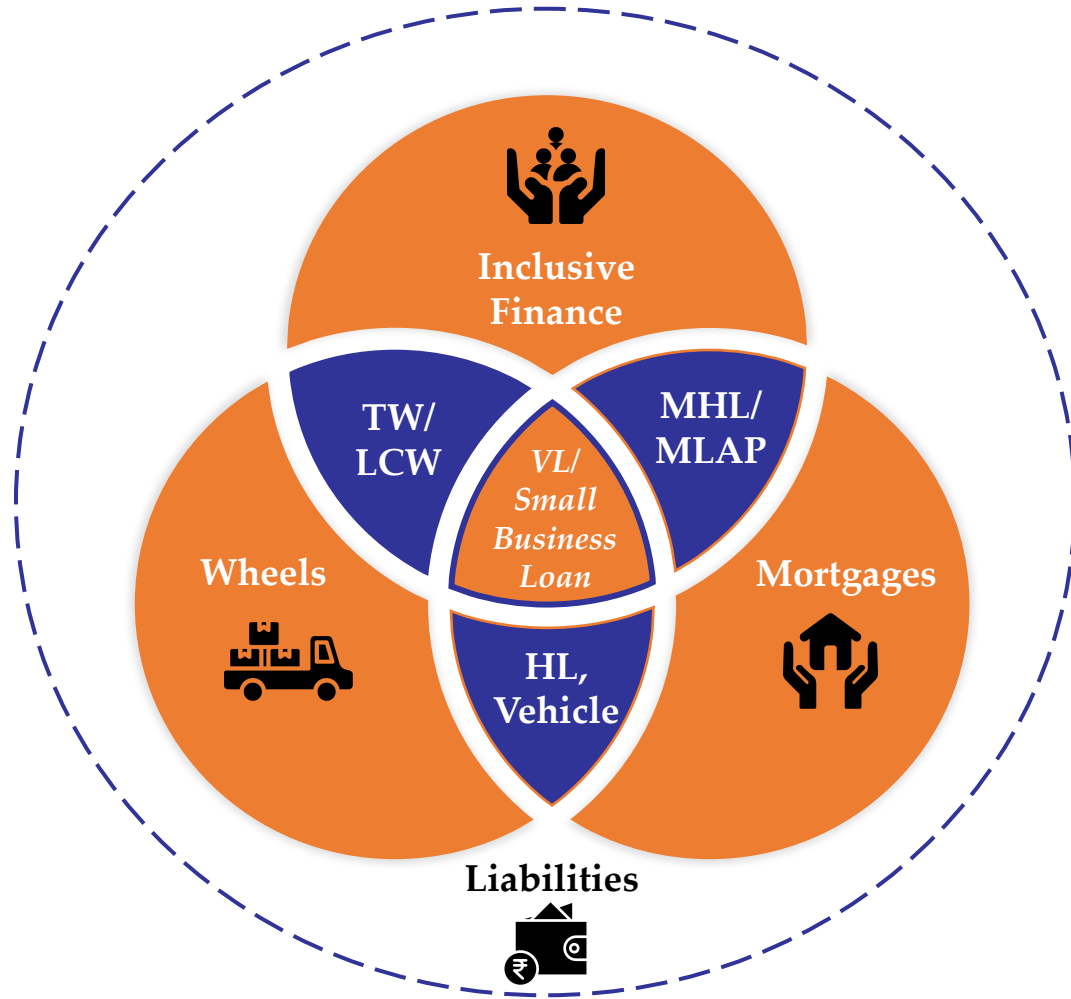 Inclusive
Finance
TW/
LCW
MHL/
MLAP
VL/
Small
Business
Loan
Wheels
Mortgages
HL,
Vehicle
Liabilities
₹